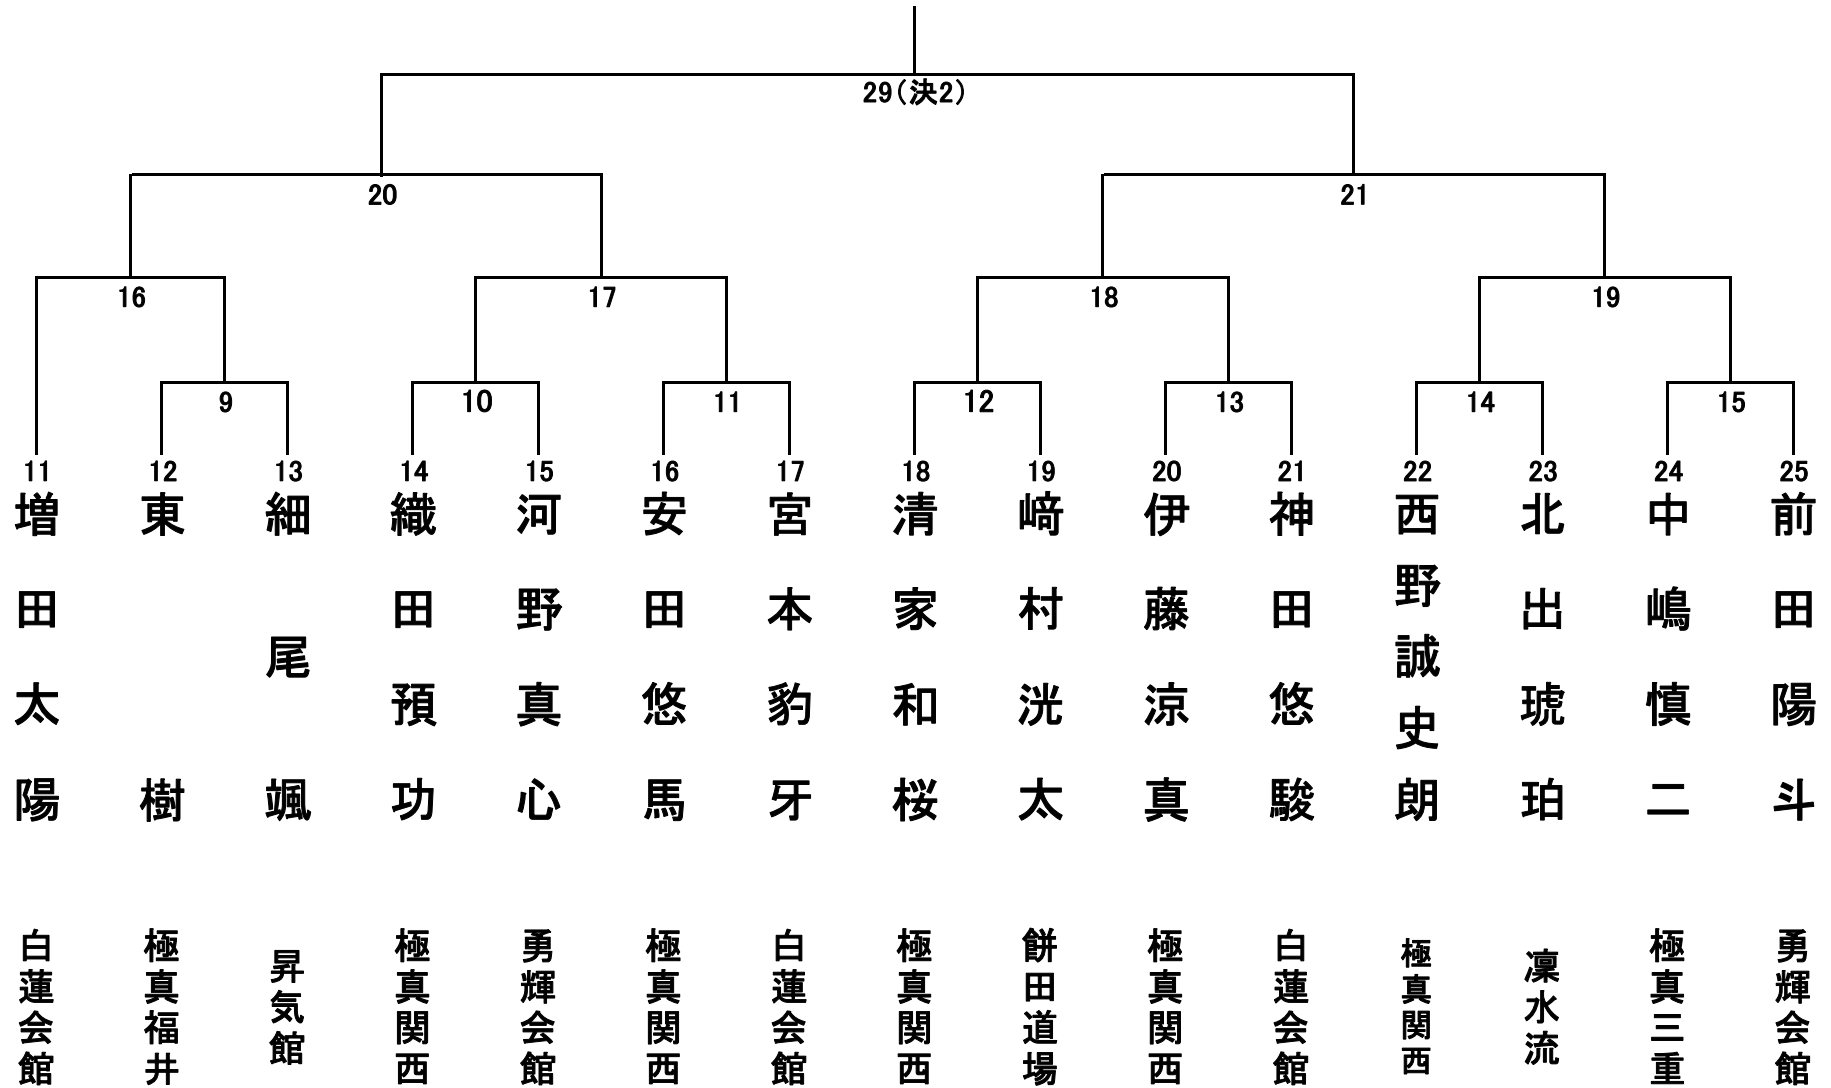 29(決2)
20
21
16
17
18
19
9
10
11
12
13
14
15
11
増田太陽
白蓮会館
12
東樹
極真福井
13
細尾颯
昇気館
14
織田預功
極真関西
15
河野真心
勇輝会館
16
安田悠馬
極真関西
17
宮本豹牙
白蓮会館
18
清家和桜
極真関西
19
﨑村洸太
餅田道場
20
伊藤涼真
極真関西
21
神田悠駿
白蓮会館
22
西野誠史朗
極真関西
23
北出琥珀
凜水流
24
中嶋慎二
極真三重
25
前田陽斗
勇輝会館